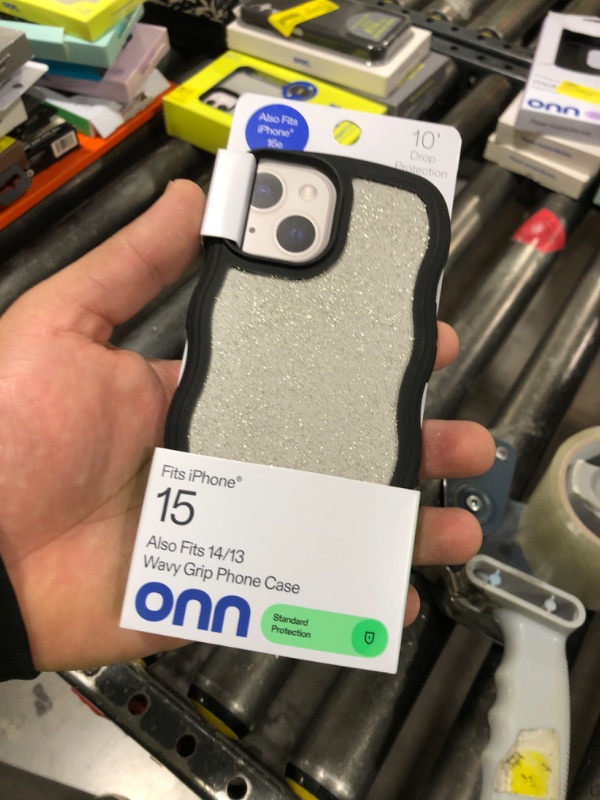 Also Fits
iPhone®
16e
10'
Drop
Protection
onn
Fits iPhone®
15
Also Fits 14/13
Wavy Grip Phone Case
onn
Standard
Protection